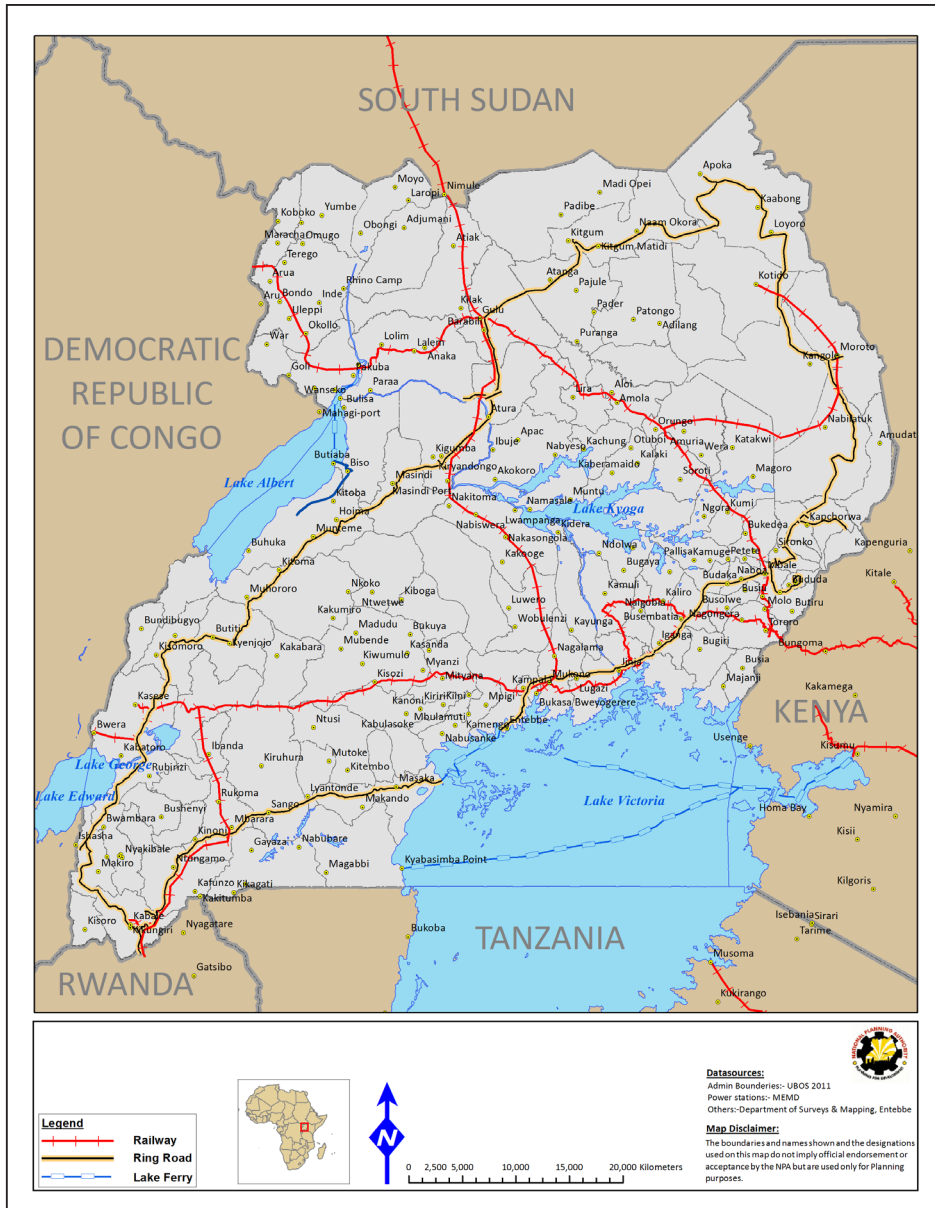 SOUTH SUDAN
Apoka
Moyo
Nimule
Madi Opei
Laropi
Kaabong
Koboko
Yumbe
Padibe
Obongi
Adjumani
Naam Okora
Loyoro
Maracha
Omugo
Atiak
Kitgum
Kitgum Matidi
Terego
Arua
Rhino Camp
Atanga
Kotido
Aru
Bondo
Inde
Pajule
Uleppi
Kilak
Gulu
Pader
Patongo
Okollo
Barabili
Adilang
War
Lolim
Lalem
Puranga
DEMOCRATIC
REPUBLIC
OF CONGO
Anaka
Moroto
Kangole
Goli
Pakuba
Wanseko
Paraa
Lira
Aloi
Bulisa
Amola
Mahagi-port
Atura
Nabilatuk
Apac
Orungo
Ibuje
Kachung
Otuboi
Amuria
Wera
Katakwi
Amudat
Nabyeso
Kalaki
Butiaba
Biso
Kigumba
Kiryandongo
Kaberamaido
Masindi
Akokoro
Soroti
Magoro
Lake Albert
Masindi Port
Kitoba
Nakitoma
Namasale
Muntu
Lake Kyoga
Ngora
Kumi
Hoima
Nabiswera
Lwampanga
Kidera
Kapchorwa
Munteme
Bukedea
Nakasongola
Sironko
Buhuka
Kakooge
Ndolwa
Pallisa
Kamuge
Petete
Kapenguria
Kitoma
Bugaya
Naboa
Mbale
Kitale
Muhororo
Nkoko
Kiboga
Kamuli
Budaka
Bududa
Ntwetwe
Kaliro
Busolwe
Molo
Butiru
Kakumiro
Luwero
Bundibugyo
Butiti
Madudu
Bukuya
Wobulenzi
Kayunga
Busembatia
Nagongera
Tororo
Kisomoro
Kyenjojo
Mubende
Kasanda
Iganga
Bugiri
Bungoma
Kakabara
Kiwumulo
Myanzi
Nagalama
Busia
Kisozi
Mityana
Kampala
Mukono
Jinja
Majanji
Kasese
Lugazi
Kakamega
Kanoni
Mpigi
Bukasa
Bweyogerere
Bwera
Ntusi
Kabulasoke
Mbulamuti
Kamengo
Entebbe
KENYA
Nabusanke
Usenge
Kisumu
Kabatoro
Ibanda
Mutoke
Lake George
Rubinzi
Kiruhura
Kitembo
Lake Edward
Rukoma
Lyantonde
Masaka
Lake Victoria
Bwambara
Bushenyi
Sango
Makando
Homa Bay
Nyamira
Ishasha
Kinoni
Mbarara
Kisii
Nyakibale
Gayaza
Nabubare
Makiro
Ntungamo
Magabbi
Kyabasimba Point
Kafunzo
Kikagati
Kilgoris
Kakitumba
Kisoro
Kabale
Isebania
Sirari
Nyagatare
Bukoba
TANZANIA
Tarime
Gatsibo
Musoma
RWANDA
Kukirango
NATIONAL PLANNING AUTHORITY
Datasources:
Admin Bounderies:- UBOS 2011
Power stations:- MEMD
Others:-Department of Surveys & Mapping, Entebbe
Legend
Railway
Ring Road
Lake Ferry
N
0 2,500 5,000 10,000 15,000 20,000 Kilometers
Map Disclaimer:
The boundaries and names shown and the designations
used on this map do not imply official endorsement or
acceptance by the NPA but are used only for Planning
purposes.